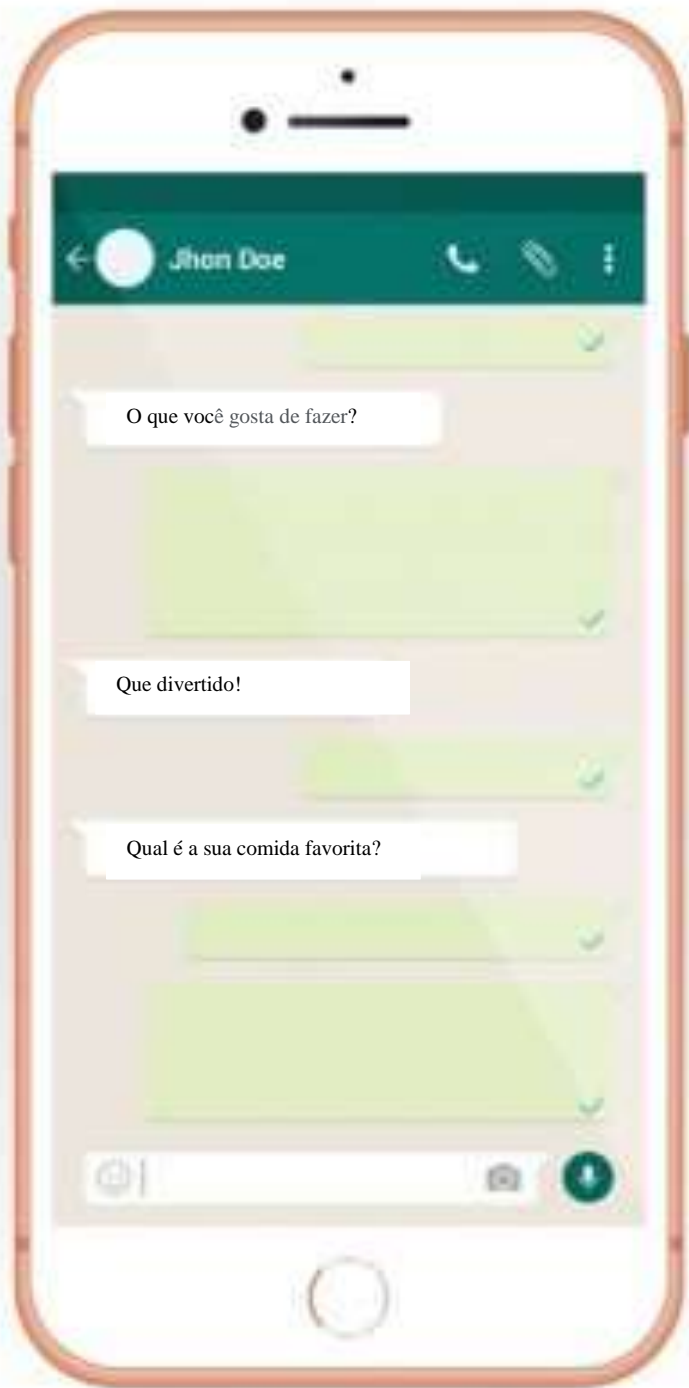 Jhon Doe
O que você gosta de fazer?
Que divertido!
Qual é a sua comida favorita?